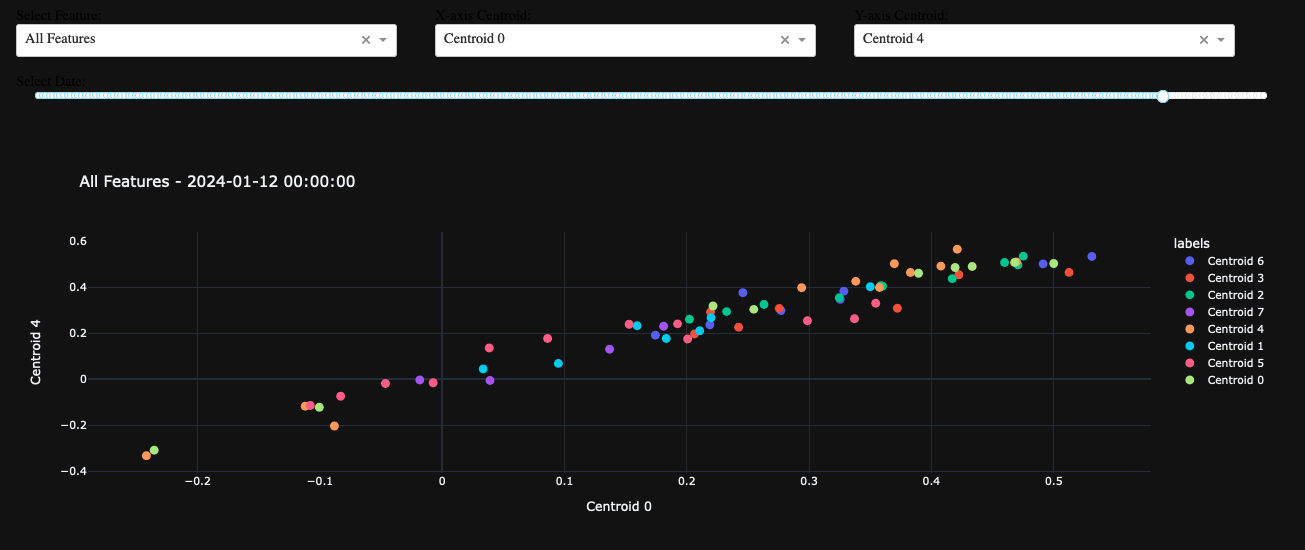 Select Feature:
X-axis Centroid:
Y-axis Centroid:
All Features
Centroid 0
Centroid 4
Select Date:
All Features - 2024-01-12 00:00:00
labels
Centroid 6
Centroid 3
Centroid 2
Centroid 7
Centroid 4
Centroid 1
Centroid 5
Centroid 0
Centroid 4
0.6
0.4
0.2
0
−0.2
−0.4
−0.2
−0.1
0
0.1
0.2
0.3
0.4
0.5
Centroid 0